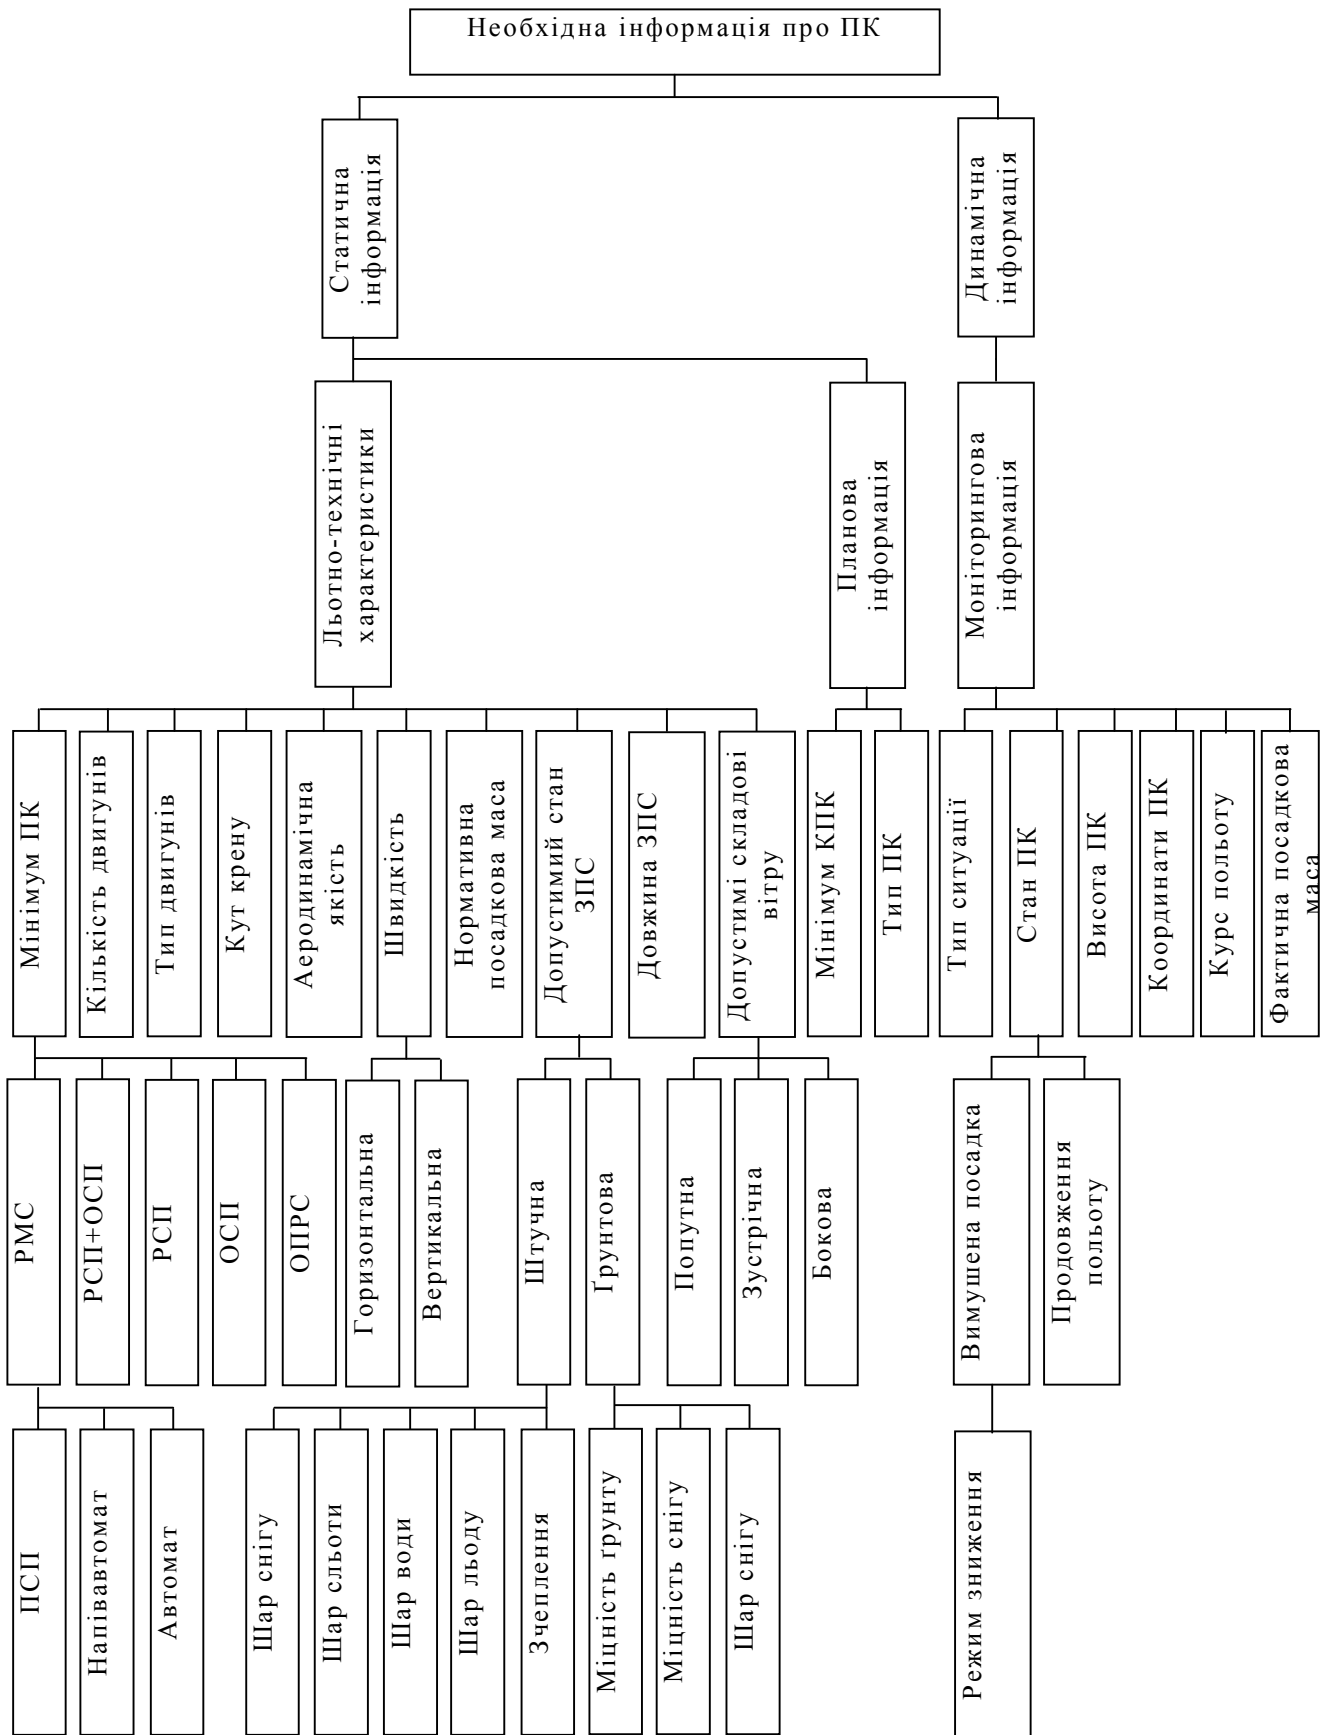 Необхідна інформація про ПК
Статична
інформація
Динамічна
інформація
Льотно-технічні
характеристики
Планова
інформація
Моніторингова
інформація
Мінімум ПК
Кількість двигунів
Тип двигунів
Кут крену
Аеродинамічна
якість
Швидкість
Нормативна
посадкова маса
Допустимий стан
ЗПС
Довжина ЗПС
Допустимі складові
вітру
Мінімум КПК
Тип ПК
Тип ситуації
Стан ПК
Висота ПК
Координати ПК
Курс польоту
Фактична посадкова
маса
РМС
РСП+ОСП
РСП
ОСП
ОПРС
Горизонтальна
Вертикальна
Штучна
Ґрунтова
Попутна
Зустрічна
Бокова
Вимушена посадка
Продовження
польоту
ПСП
Напівавтомат
Автомат
Шар снігу
Шар сльоти
Шар води
Шар льоду
Зчеплення
Міцність ґрунту
Міцність снігу
Шар снігу
Режим зниження